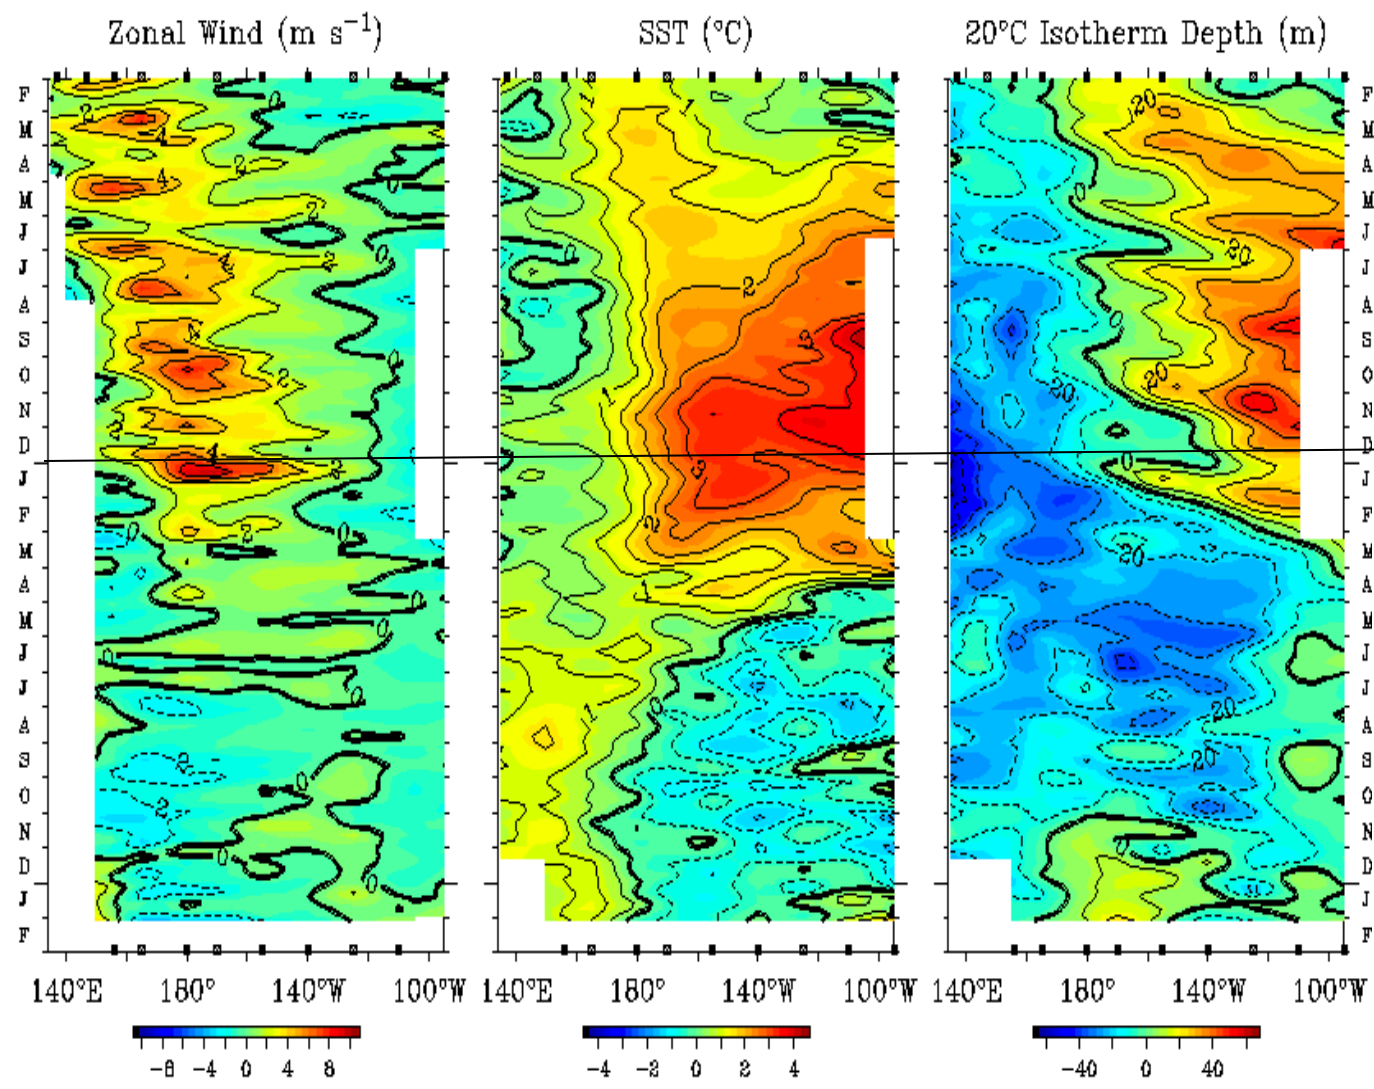 Zonal Wind (m s⁻¹) SST (°C) 20°C Isotherm Depth (m)
F F
M M
A A
M M
J J
J J
A A
S S
O O
N N
D D
J J
F F
M M
A A
M M
J J
J J
A A
S S
O O
N N
D D
J J
F F
140°E 180° 140°W 100°W 140°E 180° 140°W 100°W 140°E 180° 140°W 100°W
-8 -4 0 4 8 -4 -2 0 2 4 -40 0 40